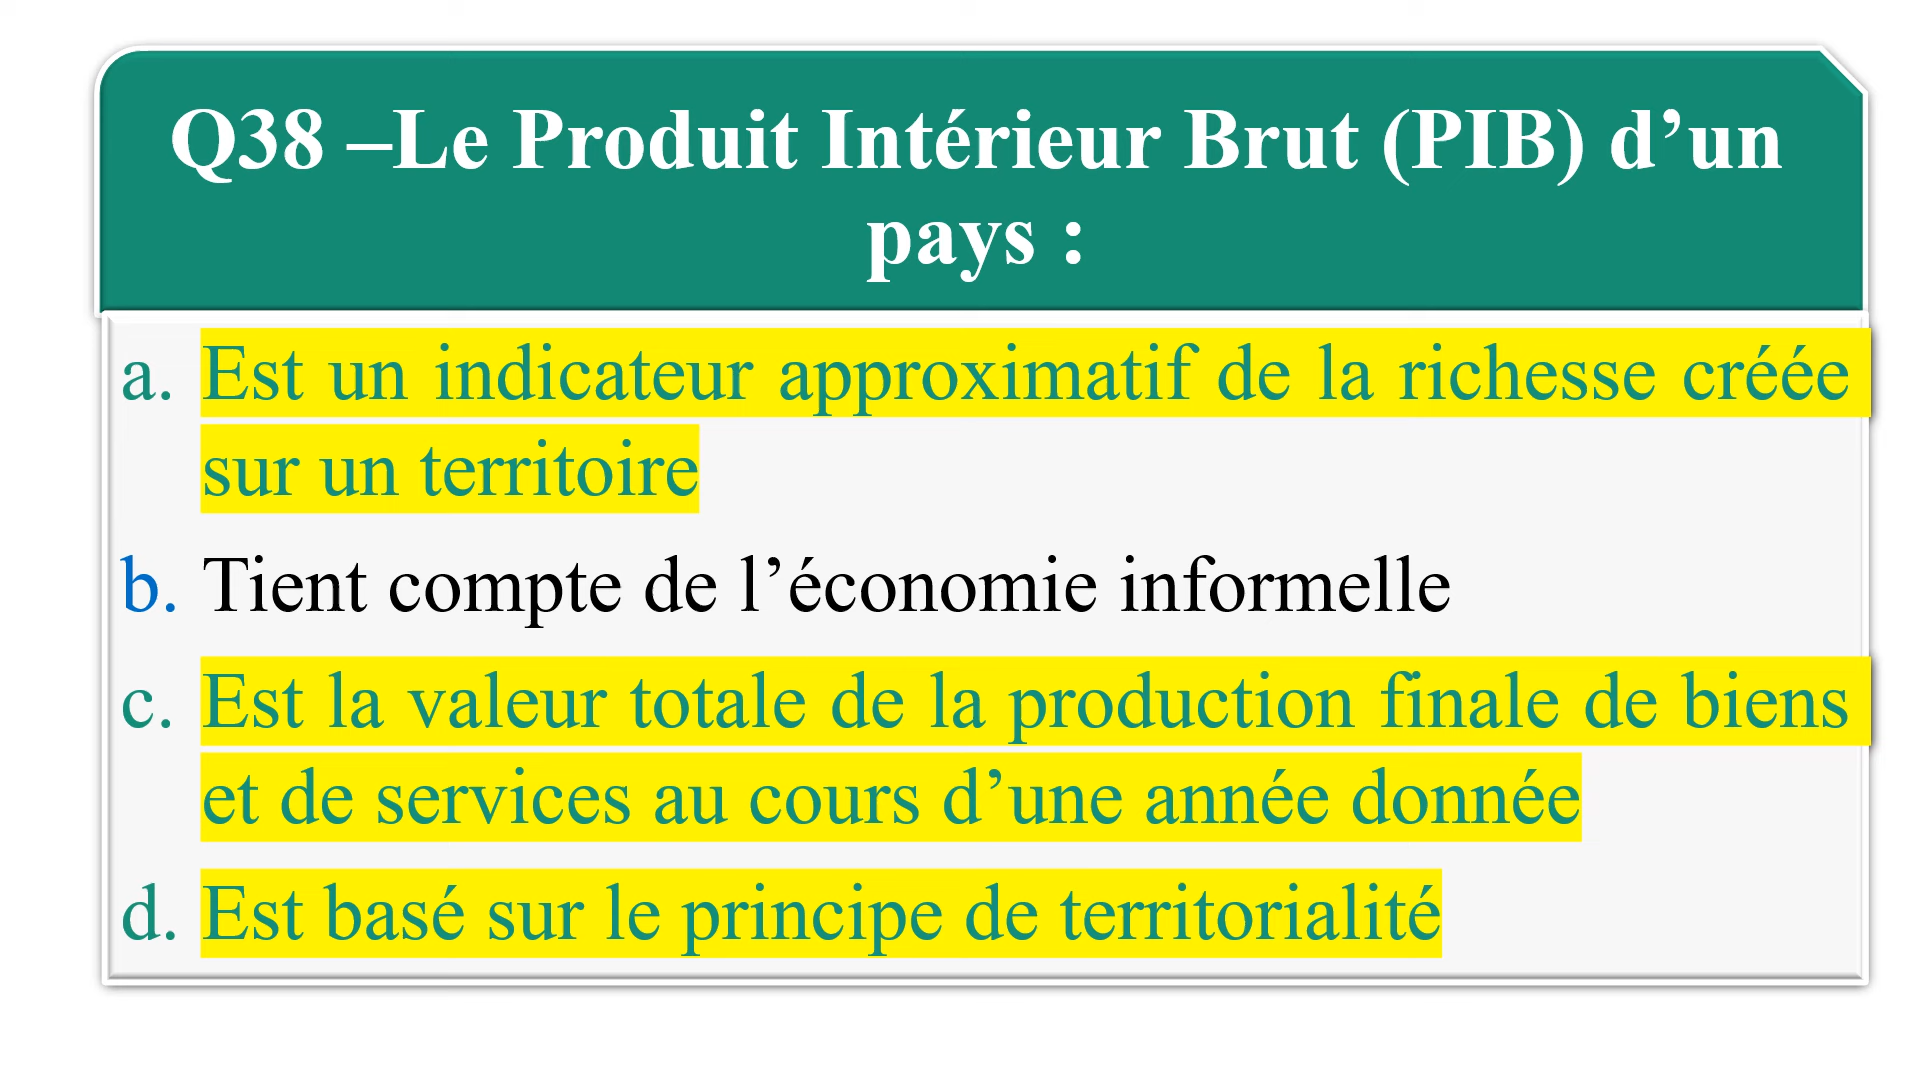 Q38 –Le Produit Intérieur Brut (PIB) d’un
pays :
a. Est un indicateur approximatif de la richesse créée
sur un territoire
b. Tient compte de l’économie informelle
c. Est la valeur totale de la production finale de biens
et de services au cours d’une année donnée
d. Est basé sur le principe de territorialité